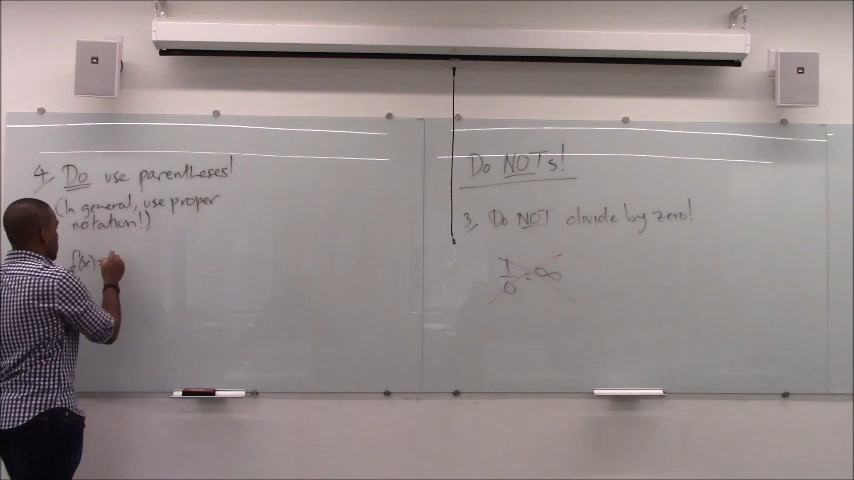 4. Do use parentheses!
(In general, use proper
notation!)
f(x)=
Do NOTs!
3. Do NOT divide by zero!
1/0 = ∞